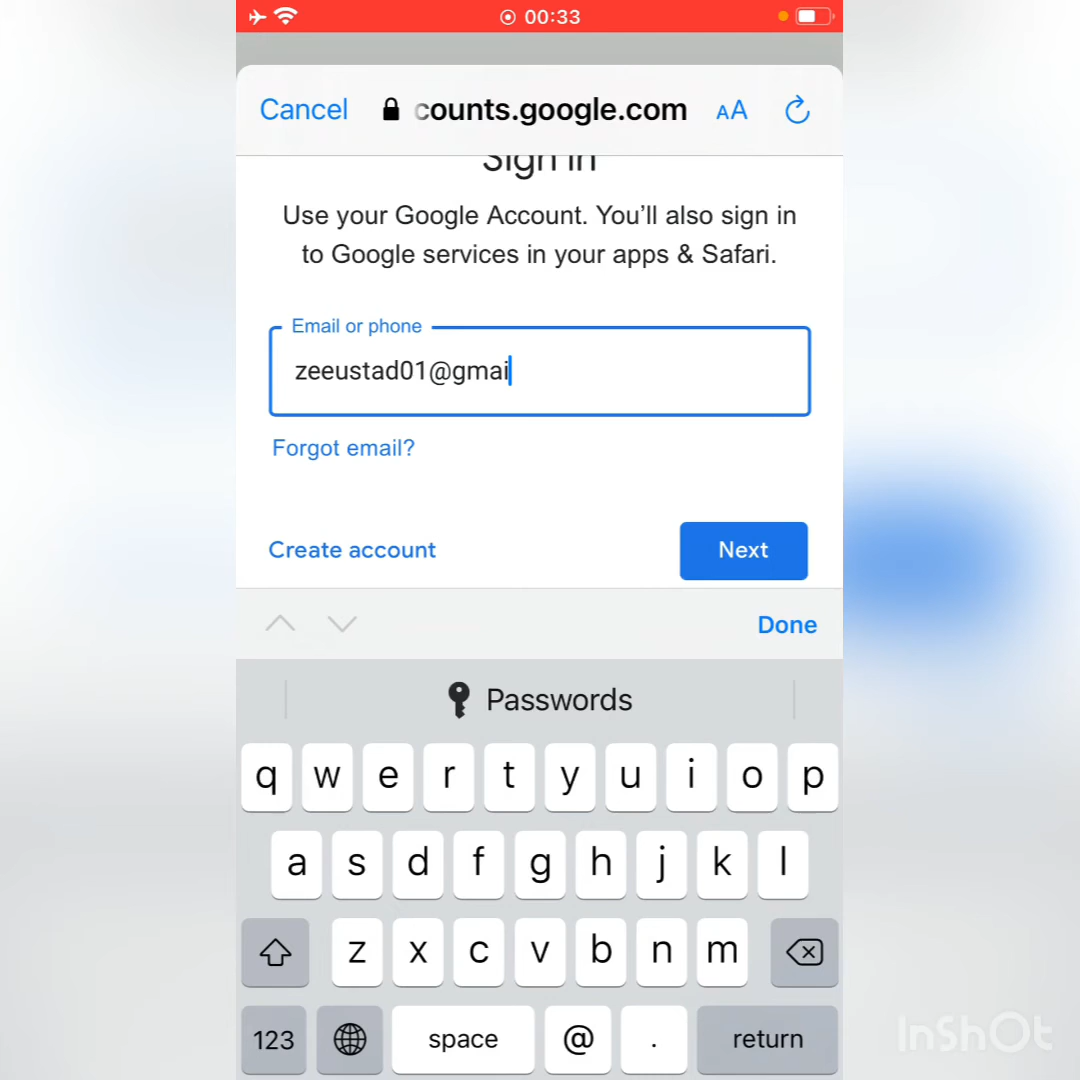 00:33
Cancel counts.google.com AA
Sign in
Use your Google Account. You’ll also sign in
to Google services in your apps & Safari.
Email or phone
zeeustad01@gmai
Forgot email?
Create account Next
Done
Passwords
q w e r t y u i o p
a s d f g h j k l
z x c v b n m
123 space @ . return
InShOt